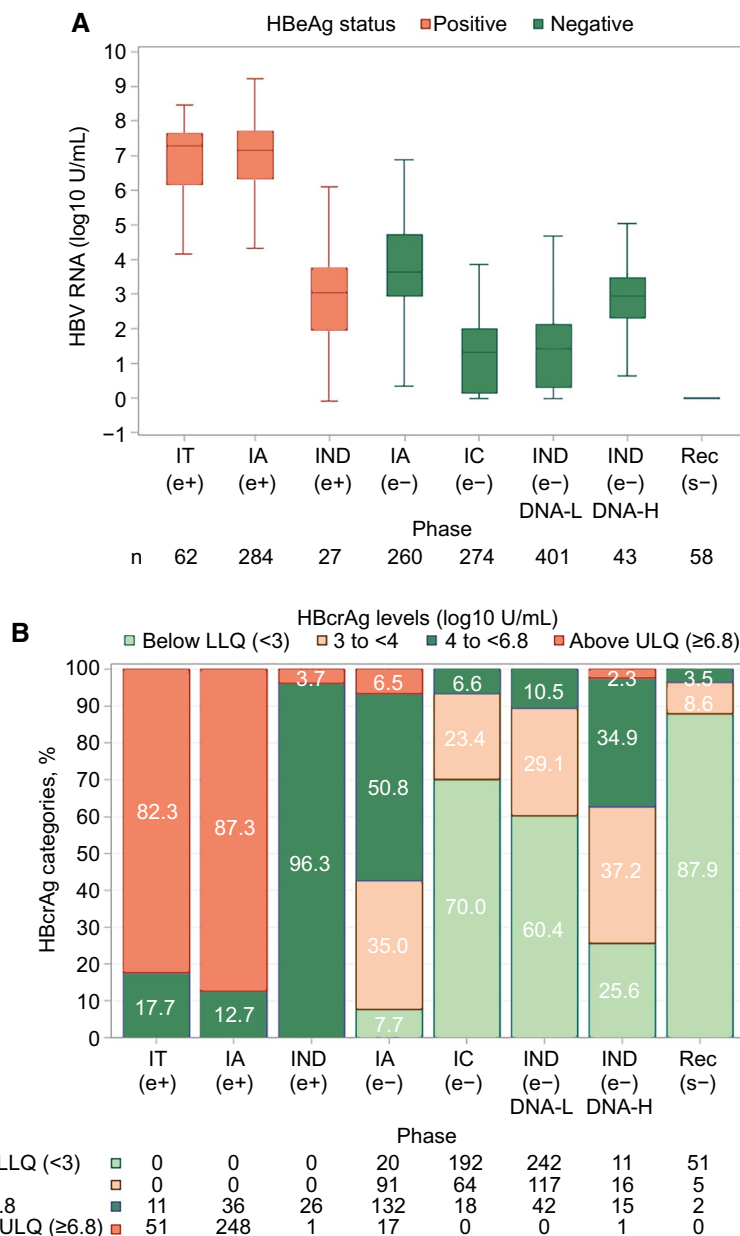 A
HBeAg status Positive Negative
HBV RNA (log10 U/mL)
10
9
8
7
6
5
4
3
2
1
0
−1
IT IA IND IA IC IND IND Rec
(e+) (e+) (e+) (e−) (e−) (e−) (e−) (s−)
DNA-L DNA-H
Phase
n 62 284 27 260 274 401 43 58
B
HBcrAg levels (log10 U/mL)
Below LLQ (<3) 3 to <4 4 to <6.8 Above ULQ (≥6.8)
HBcrAg categories, %
100
90
80
70
60
50
40
30
20
10
0
82.3 17.7
87.3 12.7
3.7 96.3
6.5 50.8 35.0 7.7
6.6 23.4 70.0
10.5 29.1 60.4
2.3 34.9 37.2 25.6
3.5 8.6 87.9
IT IA IND IA IC IND IND Rec
(e+) (e+) (e+) (e−) (e−) (e−) (e−) (s−)
DNA-L DNA-H
Phase
LLQ (<3) 0 0 0 20 192 242 11 51
0 0 0 91 64 117 16 5
.8 11 36 26 132 18 42 15 2
ULQ (≥6.8) 51 248 1 17 0 0 1 0